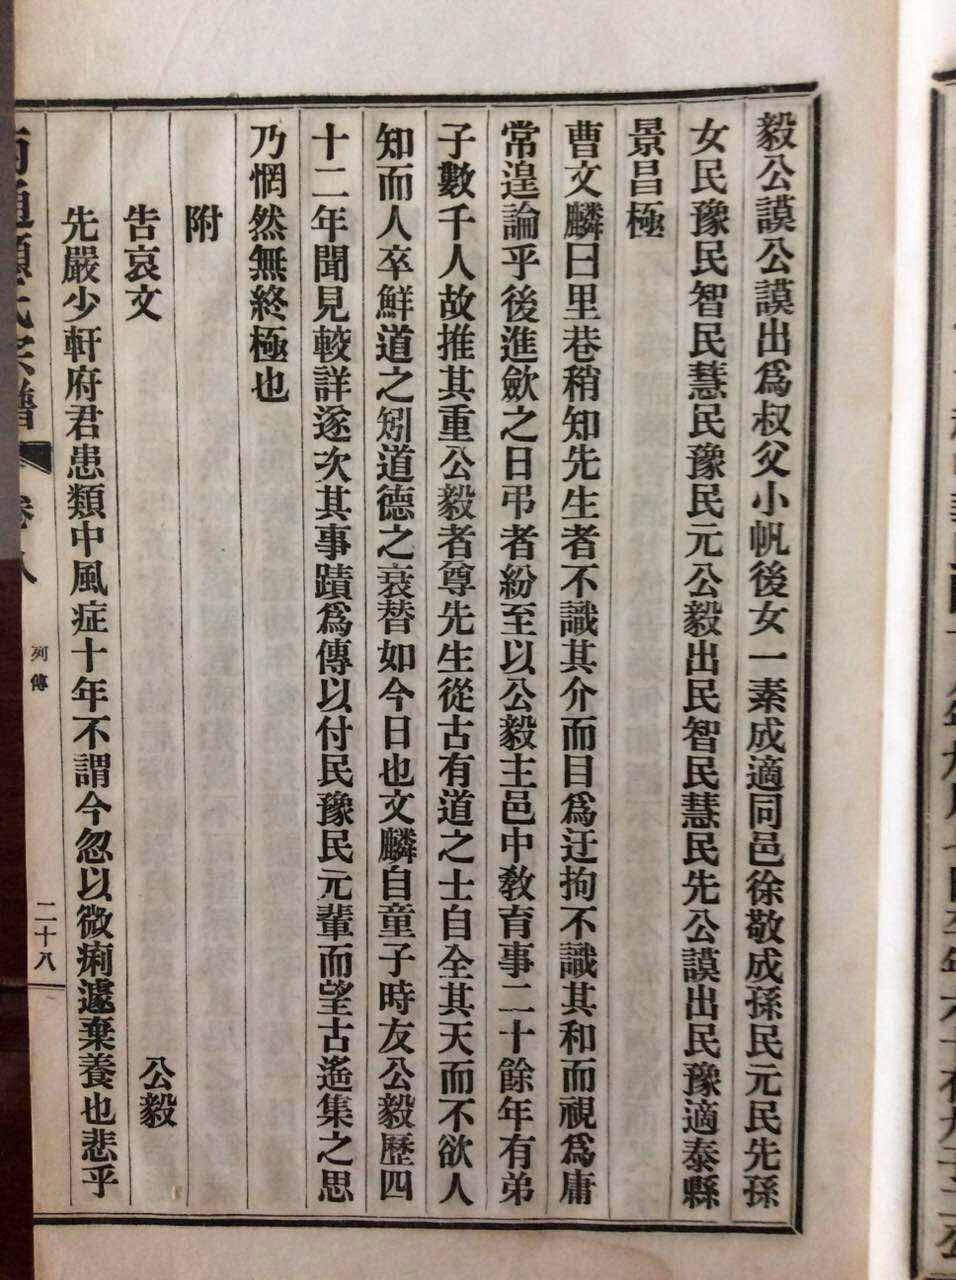 毅公謨公謨出爲叔父小帆後女一素成適同邑徐敬成孫民元民先孫
女民豫民智民慧民豫民元公毅出民智民慧民先公謨出民豫適泰縣
景昌極
曹文麟曰里巷稍知先生者不識其介而目爲迂拘不識其和而視爲庸
常遑論乎後進歛之日弔者紛至以公毅主邑中敎育事二十餘年有弟
子數千人故推其重公毅者尊先生從古有道之士自全其天而不欲人
知而人卒鮮道之矧道德之衰替如今日也文麟自童子時友公毅歷四
十二年聞見較詳遂次其事蹟爲傳以付民豫民元輩而望古遙集之思
乃惘然無終極也
附
告哀文
公毅
先嚴少軒府君患類中風症十年不謂今忽以微痢遽棄養也悲乎
卷八
列傳
二十八